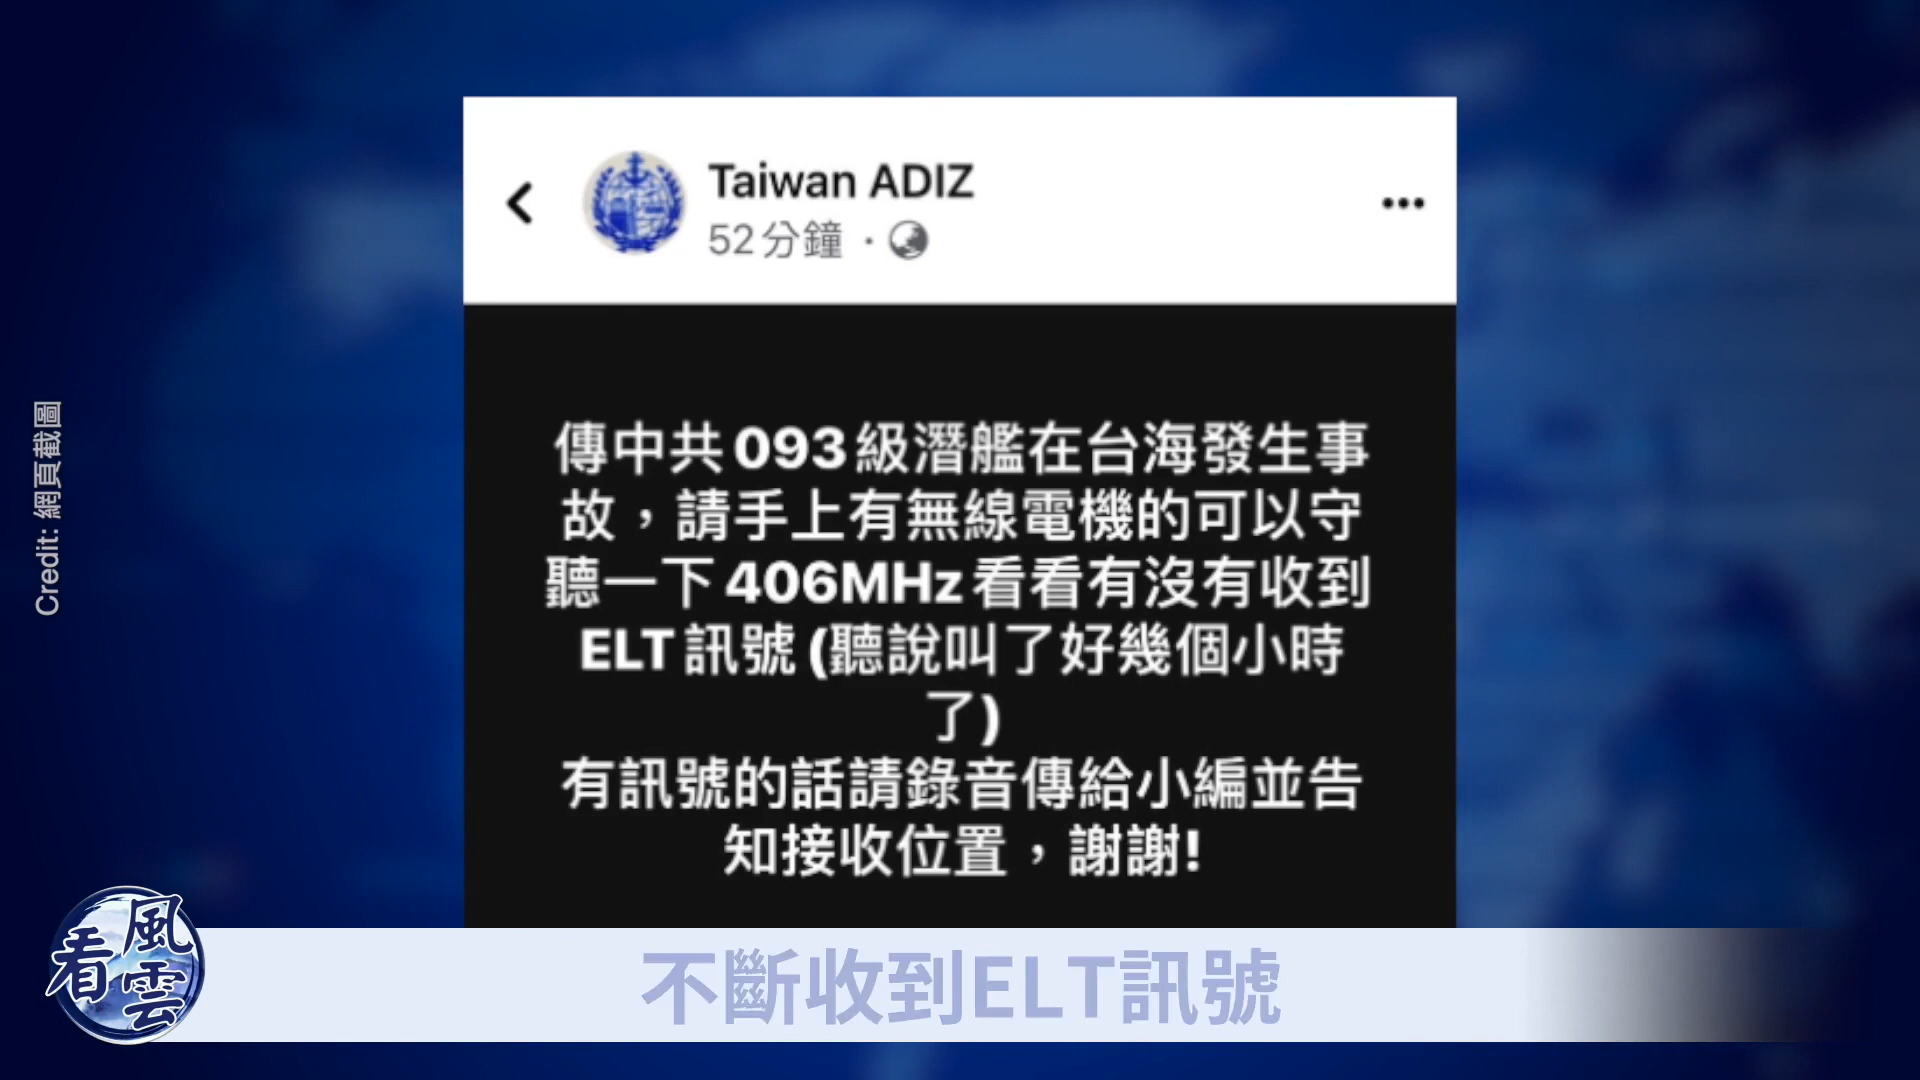 Taiwan ADIZ
52分鐘 ·
傳中共093級潛艦在台海發生事
故，請手上有無線電機的可以守
聽一下406MHz看看有沒有收到
ELT訊號(聽說叫了好幾個小時
了)
有訊號的話請錄音傳給小編並告
知接收位置，謝謝!
Credit: 網頁截圖
看風雲
不斷收到ELT訊號